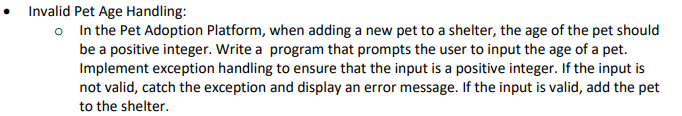 • Invalid Pet Age Handling:
o In the Pet Adoption Platform, when adding a new pet to a shelter, the age of the pet should
be a positive integer. Write a  program that prompts the user to input the age of a pet.
Implement exception handling to ensure that the input is a positive integer. If the input is
not valid, catch the exception and display an error message. If the input is valid, add the pet
to the shelter.